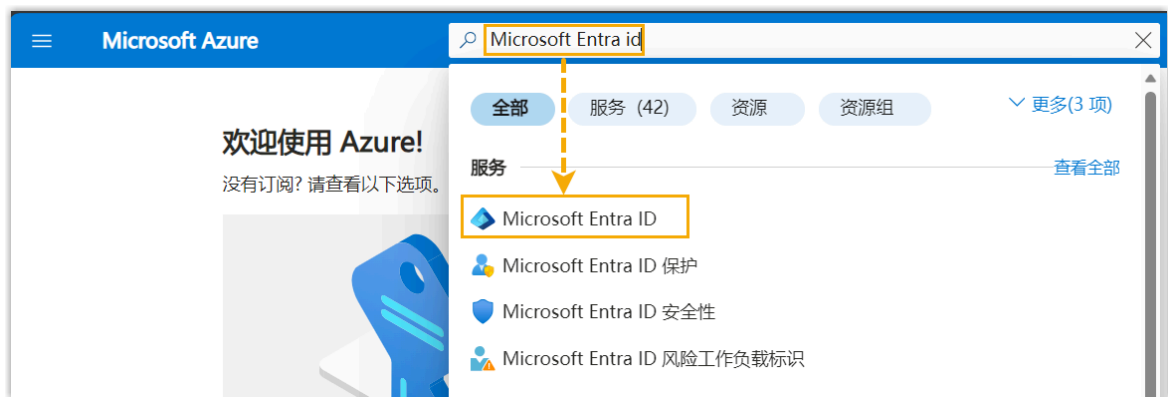 Microsoft Azure
Microsoft Entra id
全部 服务 (42) 资源 资源组 更多(3 项)
欢迎使用 Azure!
服务 查看全部
没有订阅? 请查看以下选项。
Microsoft Entra ID
Microsoft Entra ID 保护
Microsoft Entra ID 安全性
Microsoft Entra ID 风险工作负载标识